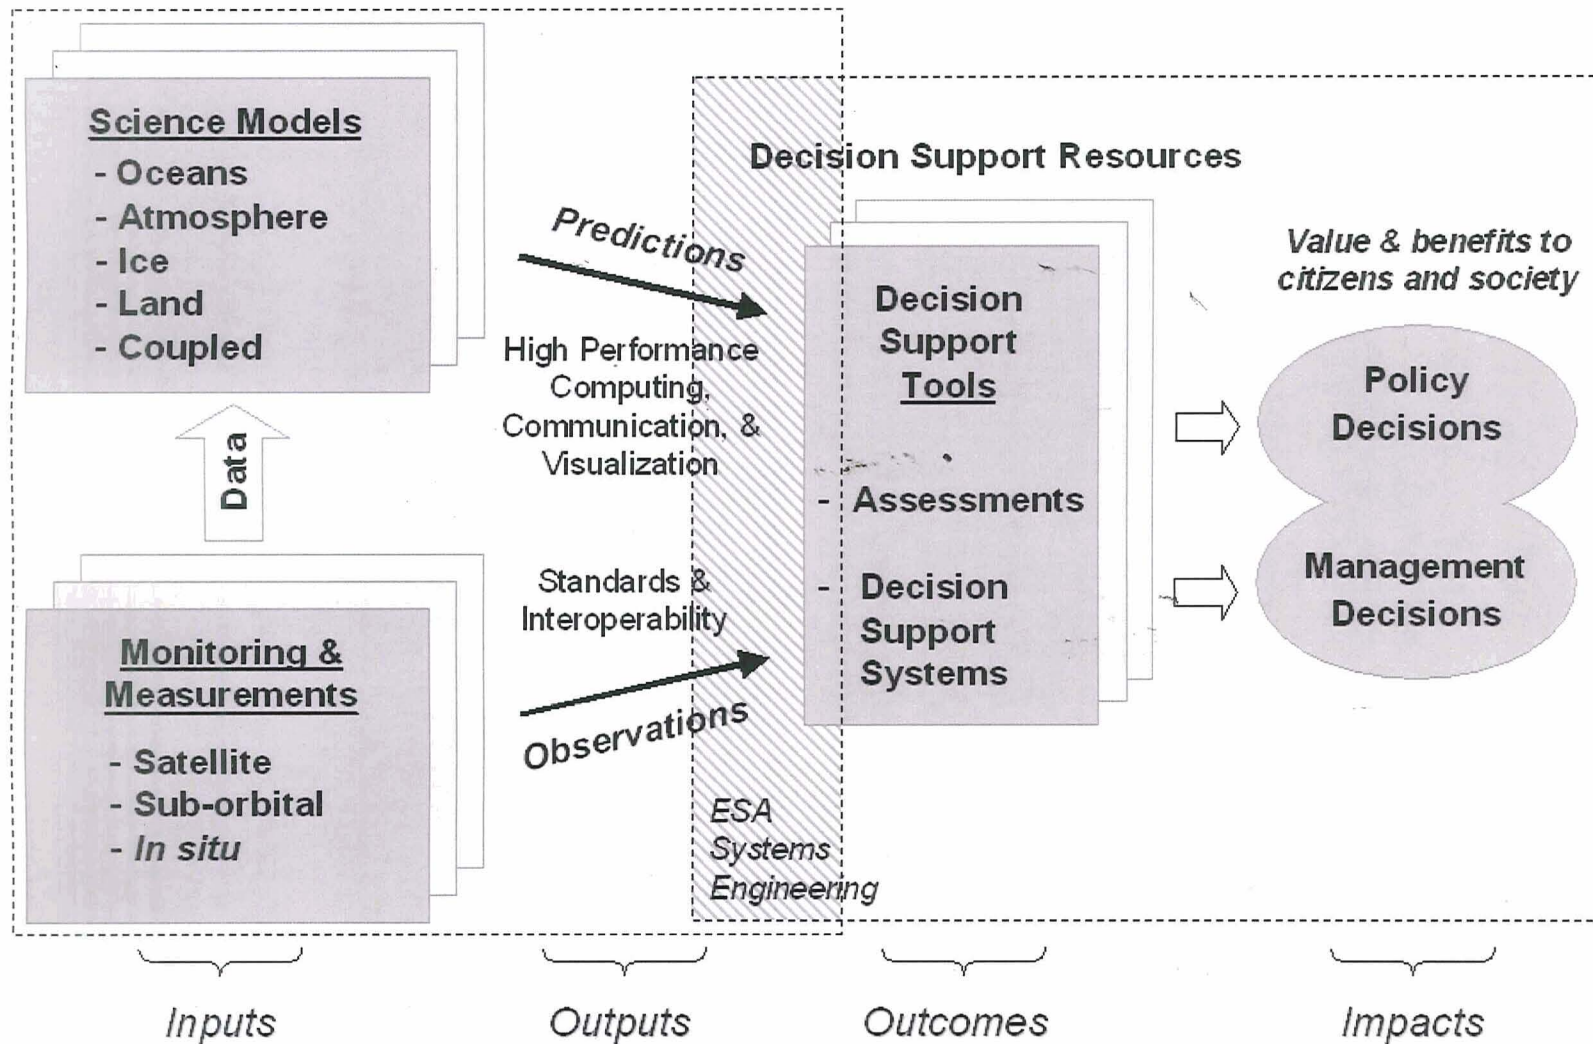 Science Models
- Oceans
- Atmosphere
- Ice
- Land
- Coupled
Data
Monitoring &
Measurements
- Satellite
- Sub-orbital
- In situ
Predictions
High Performance
Computing,
Communication, &
Visualization
Standards &
Interoperability
Observations
ESA
Systems
Engineering
Decision Support Resources
Decision
Support
Tools
- Assessments
- Decision
Support
Systems
Value & benefits to
citizens and society
Policy
Decisions
Management
Decisions
Inputs
Outputs
Outcomes
Impacts